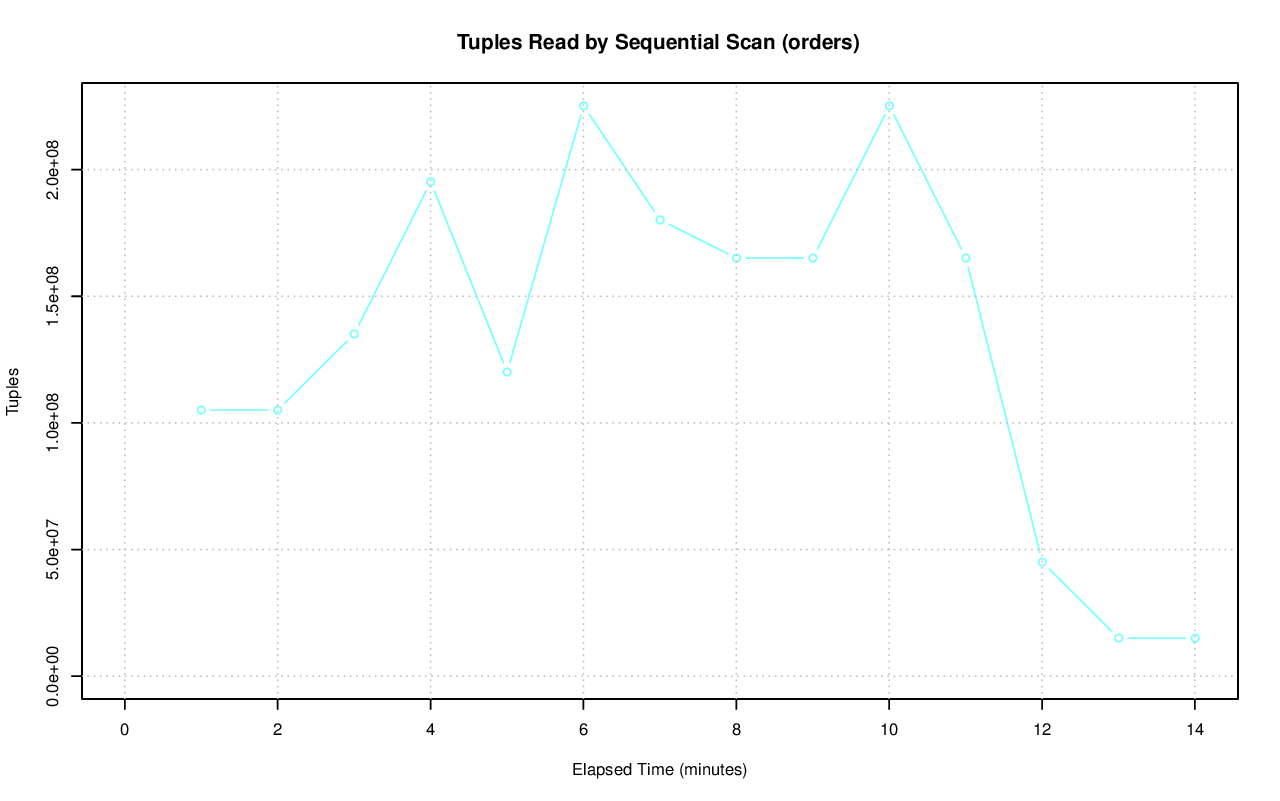 Tuples Read by Sequential Scan (orders)
Tuples
2.0e+08
1.5e+08
1.0e+08
5.0e+07
0.0e+00
0 2 4 6 8 10 12 14
Elapsed Time (minutes)